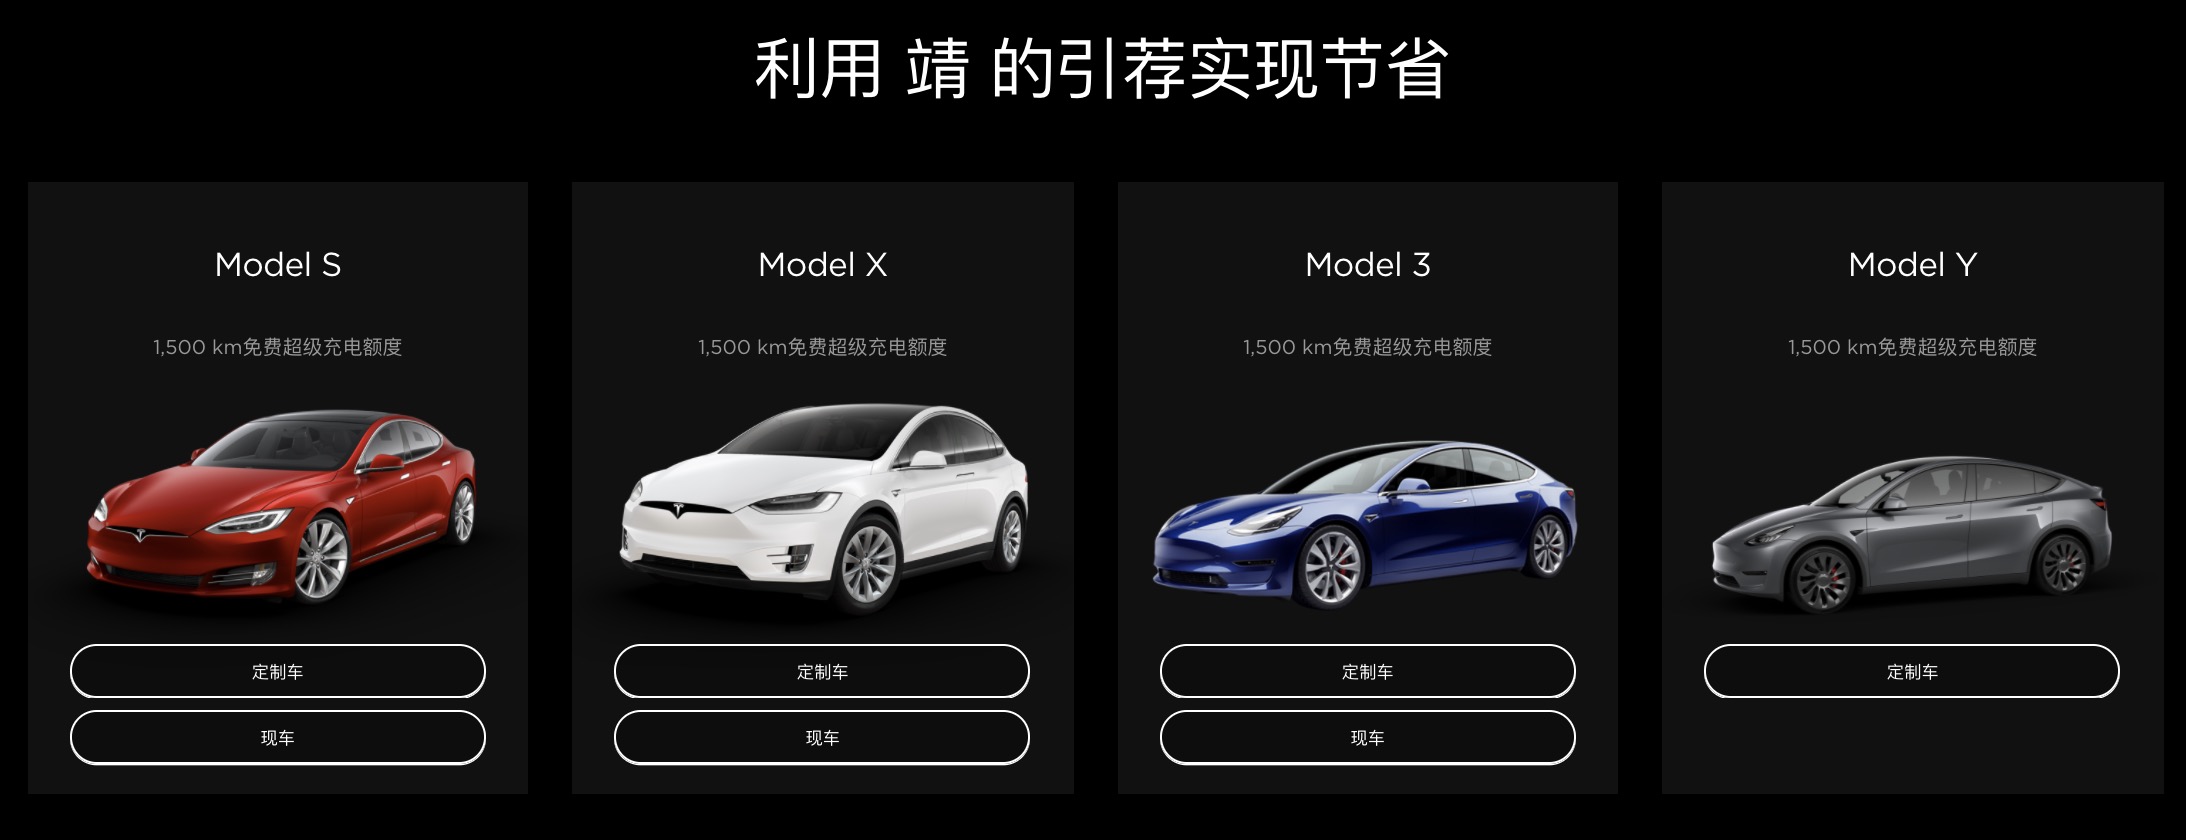 利用 靖 的引荐实现节省
Model S
1,500 km免费超级充电额度
定制车
现车
Model X
1,500 km免费超级充电额度
定制车
现车
Model 3
1,500 km免费超级充电额度
定制车
现车
Model Y
1,500 km免费超级充电额度
定制车